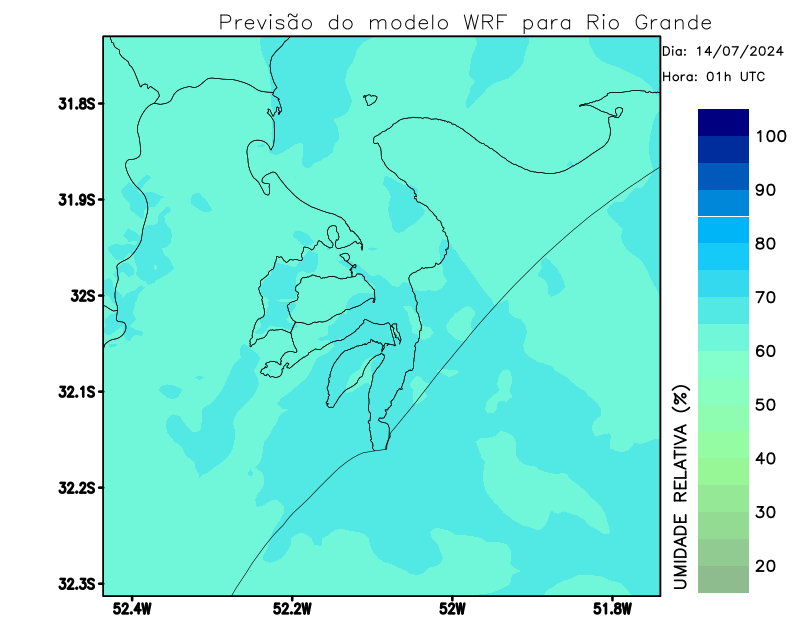 Previsão do modelo WRF para Rio Grande
Dia: 14/07/2024
Hora: 01h UTC
31.8S
31.9S
32S
32.1S
32.2S
32.3S
52.4W
52.2W
52W
51.8W
100
90
80
70
60
50
40
30
20
UMIDADE RELATIVA (%)